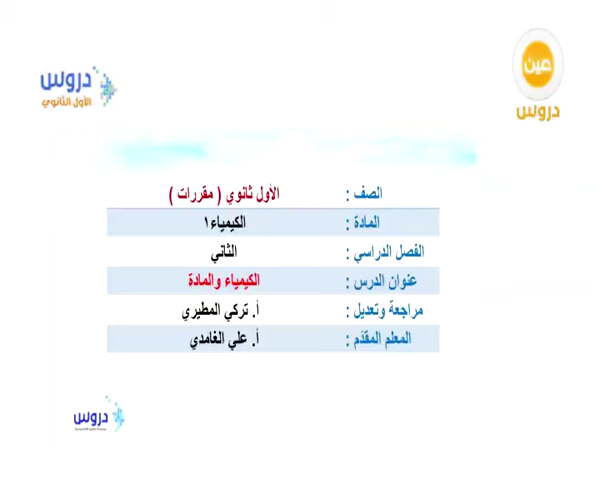 عين
دروس
دروس
الأول الثانوي
الصف : الأول ثانوي ( مقررات )
المادة : الكيمياء١
الفصل الدراسي : الثاني
عنوان الدرس : الكيمياء والمادة
مراجعة وتعديل : أ. تركي المطيري
المعلم المقدّم : أ. علي الغامدي
دروس